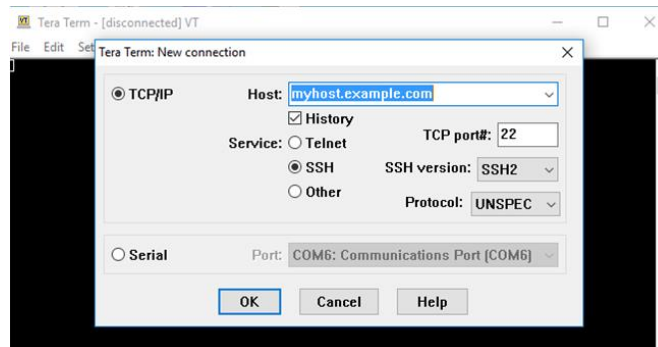 VT Tera Term - [disconnected] VT
File Edit Set
Tera Term: New connection
TCP/IP Host: myhost.example.com
History
Service: Telnet TCP port#: 22
SSH SSH version: SSH2
Other Protocol: UNSPEC
Serial Port: COM6: Communications Port (COM6)
OK Cancel Help